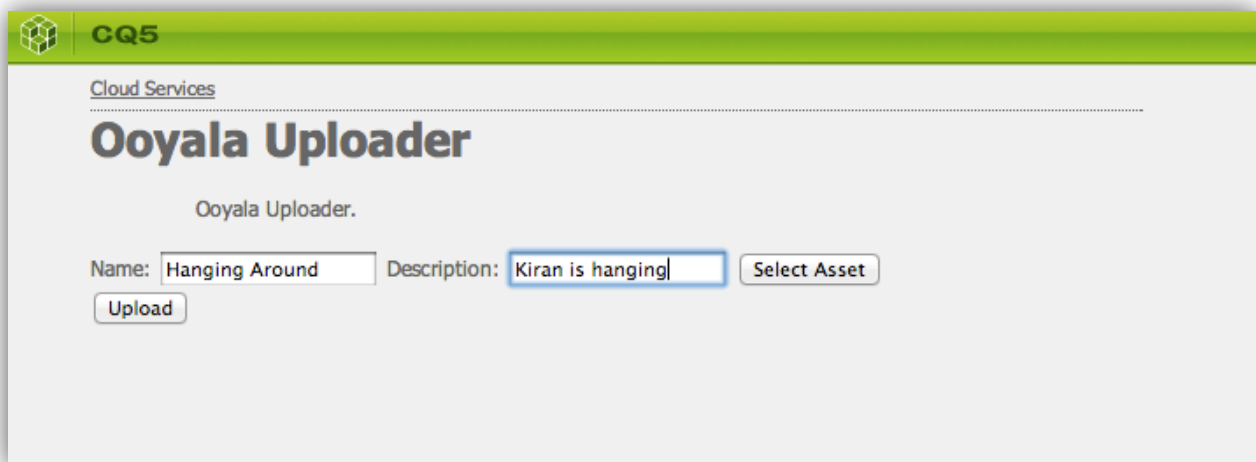 CQ5
Cloud Services
Ooyala Uploader
Ooyala Uploader.
Name: Hanging Around Description: Kiran is hanging Select Asset
Upload